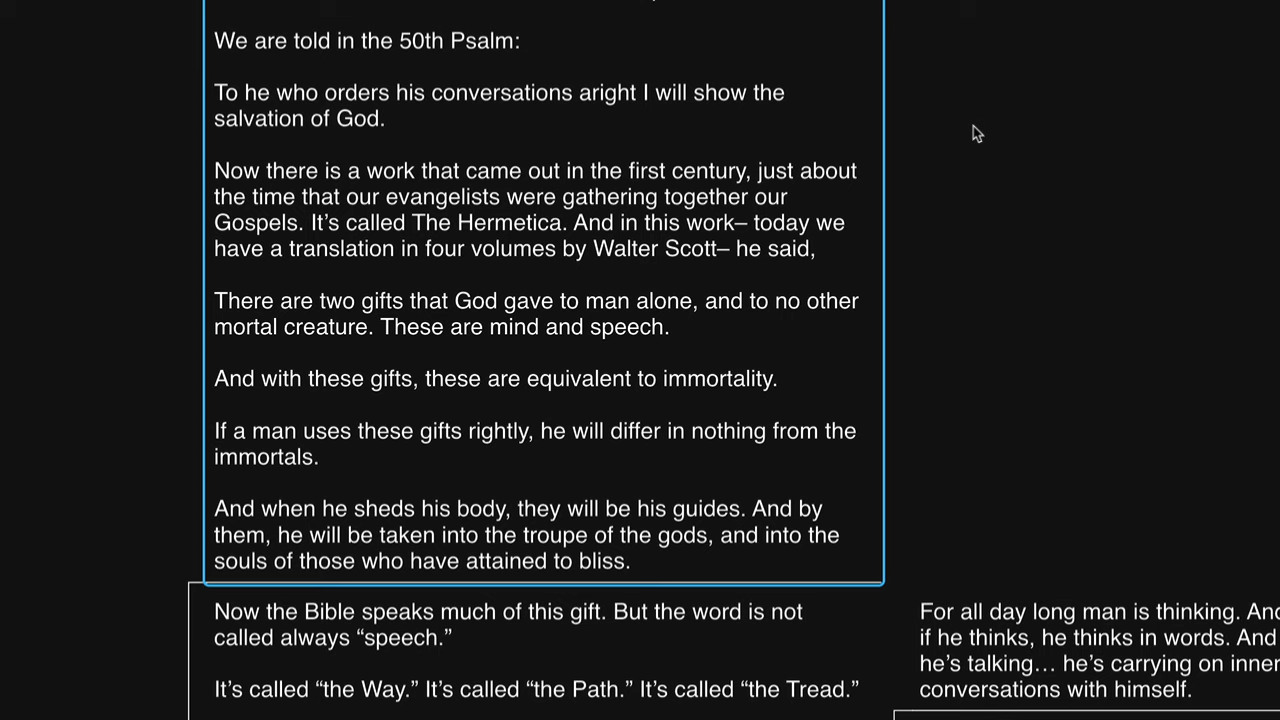 We are told in the 50th Psalm:
To he who orders his conversations aright I will show the
salvation of God.
Now there is a work that came out in the first century, just about
the time that our evangelists were gathering together our
Gospels. It’s called The Hermetica. And in this work– today we
have a translation in four volumes by Walter Scott– he said,
There are two gifts that God gave to man alone, and to no other
mortal creature. These are mind and speech.
And with these gifts, these are equivalent to immortality.
If a man uses these gifts rightly, he will differ in nothing from the
immortals.
And when he sheds his body, they will be his guides. And by
them, he will be taken into the troupe of the gods, and into the
souls of those who have attained to bliss.
Now the Bible speaks much of this gift. But the word is not
called always “speech.”
It’s called “the Way.” It’s called “the Path.” It’s called “the Tread.”
For all day long man is thinking. And
if he thinks, he thinks in words. And
he’s talking… he’s carrying on inner
conversations with himself.